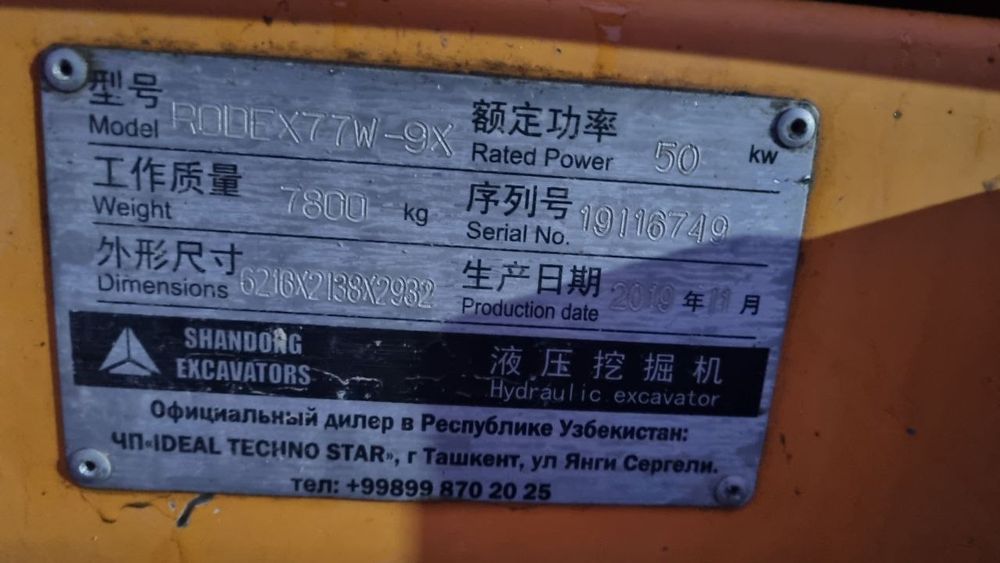 型号 Model RODEX77W-9X 额定功率 Rated Power 50 kw
工作质量 Weight 7800 kg 序列号 Serial No. 19116749
外形尺寸 Dimensions 6216X2138X2932 生产日期 Production date 2019 年 11 月
SHANDONG EXCAVATORS 液压挖掘机 Hydraulic excavator
Официальный дилер в Республике Узбекистан:
ЧП«IDEAL TECHNO STAR», г Ташкент, ул Янги Сергели.
тел: +99899 870 20 25